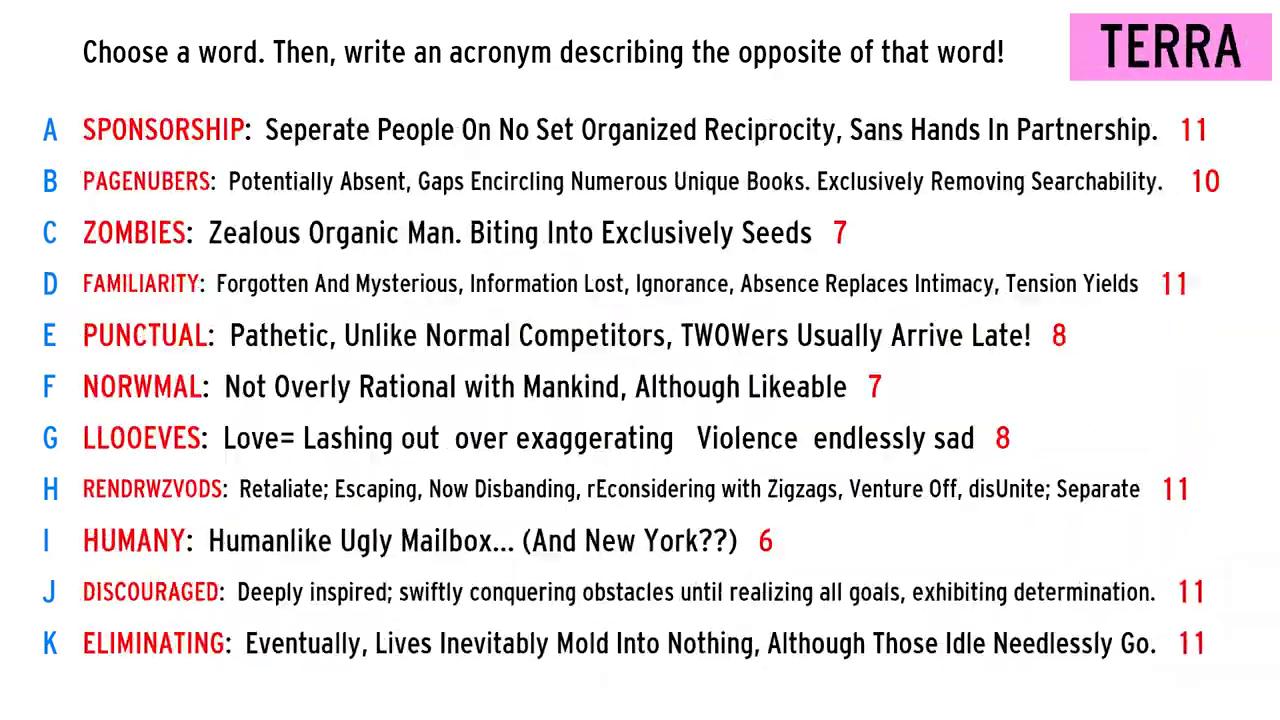 Choose a word. Then, write an acronym describing the opposite of that word!
TERRA
A SPONSORSHIP: Seperate People On No Set Organized Reciprocity, Sans Hands In Partnership. 11
B PAGENUBERS: Potentially Absent, Gaps Encircling Numerous Unique Books. Exclusively Removing Searchability. 10
C ZOMBIES: Zealous Organic Man. Biting Into Exclusively Seeds 7
D FAMILIARITY: Forgotten And Mysterious, Information Lost, Ignorance, Absence Replaces Intimacy, Tension Yields 11
E PUNCTUAL: Pathetic, Unlike Normal Competitors, TWOWers Usually Arrive Late! 8
F NORWMAL: Not Overly Rational with Mankind, Although Likeable 7
G LLOOEVES: Love= Lashing out over exaggerating Violence endlessly sad 8
H RENDRWZVODS: Retaliate; Escaping, Now Disbanding, rEconsidering with Zigzags, Venture Off, disUnite; Separate 11
I HUMANY: Humanlike Ugly Mailbox... (And New York??) 6
J DISCOURAGED: Deeply inspired; swiftly conquering obstacles until realizing all goals, exhibiting determination. 11
K ELIMINATING: Eventually, Lives Inevitably Mold Into Nothing, Although Those Idle Needlessly Go. 11